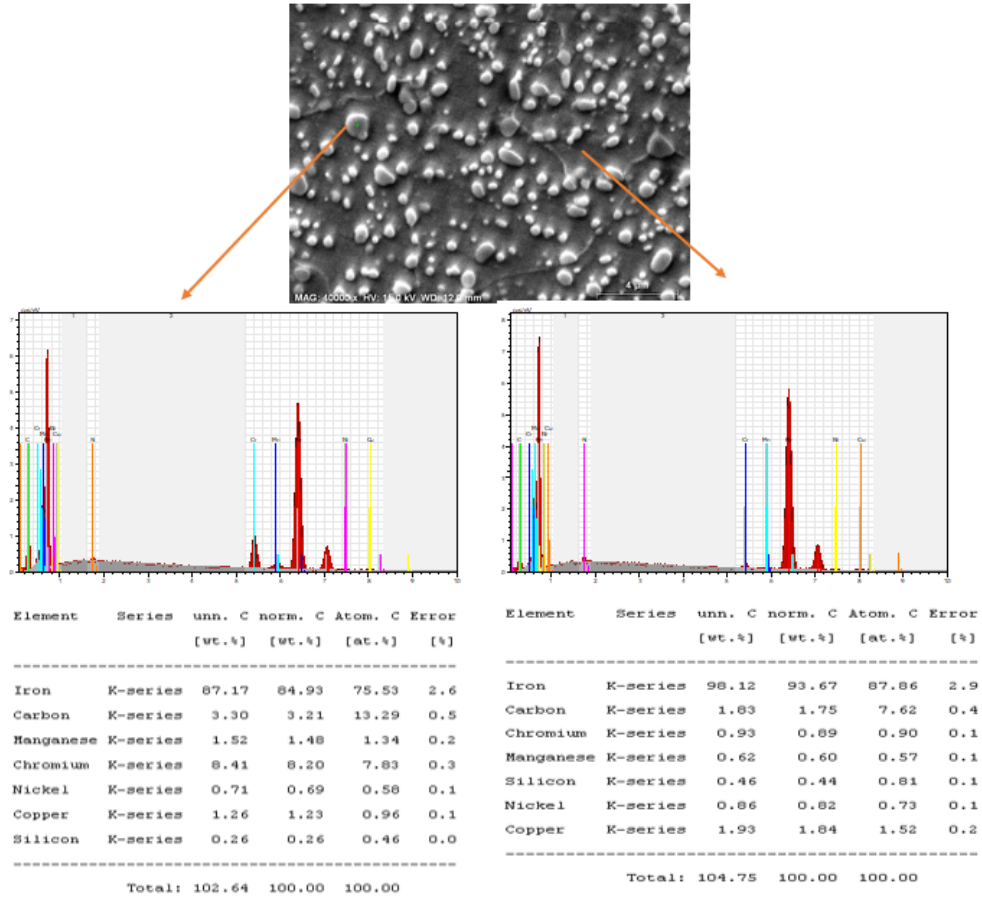 MAG: 40000 x HV: 15.0 kV WD: 12.0 mm
4 µm
Element Series unn. C norm. C Atom. C Error
[wt.%] [wt.%] [at.%] [%]
Iron K-series 87.17 84.93 75.53 2.6
Carbon K-series 3.30 3.21 13.29 0.5
Manganese K-series 1.52 1.48 1.34 0.2
Chromium K-series 8.41 8.20 7.83 0.3
Nickel K-series 0.71 0.69 0.58 0.1
Copper K-series 1.26 1.23 0.96 0.1
Silicon K-series 0.26 0.26 0.46 0.0
Total: 102.64 100.00 100.00
Element Series unn. C norm. C Atom. C Error
[wt.%] [wt.%] [at.%] [%]
Iron K-series 98.12 93.67 87.86 2.9
Carbon K-series 1.83 1.75 7.62 0.4
Chromium K-series 0.93 0.89 0.90 0.1
Manganese K-series 0.62 0.60 0.57 0.1
Silicon K-series 0.46 0.44 0.81 0.1
Nickel K-series 0.86 0.82 0.73 0.1
Copper K-series 1.93 1.84 1.52 0.2
Total: 104.75 100.00 100.00